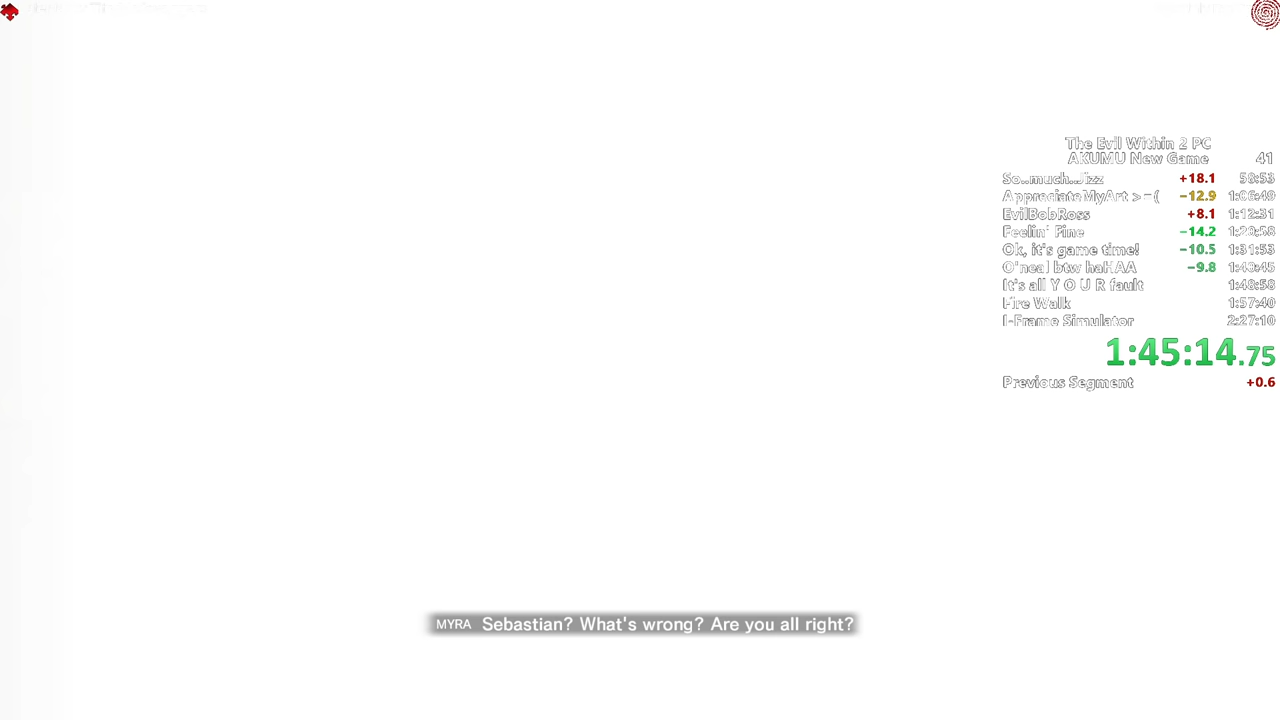 The Evil Within 2 PC
AKUMU New Game 41
So..much..Jizz +18.1 58:53
AppreciateMyArt >=( −12.9 1:06:49
EvilBobRoss +8.1 1:12:31
Feelin' Fine −14.2 1:20:58
Ok, it's game time! −10.5 1:31:53
O'neal btw haHAA −9.8 1:40:45
It's all Y O U R fault 1:48:58
Fire Walk 1:57:40
I-Frame Simulator 2:27:10
1:45:14.75
Previous Segment +0.6
MYRA Sebastian? What's wrong? Are you all right?